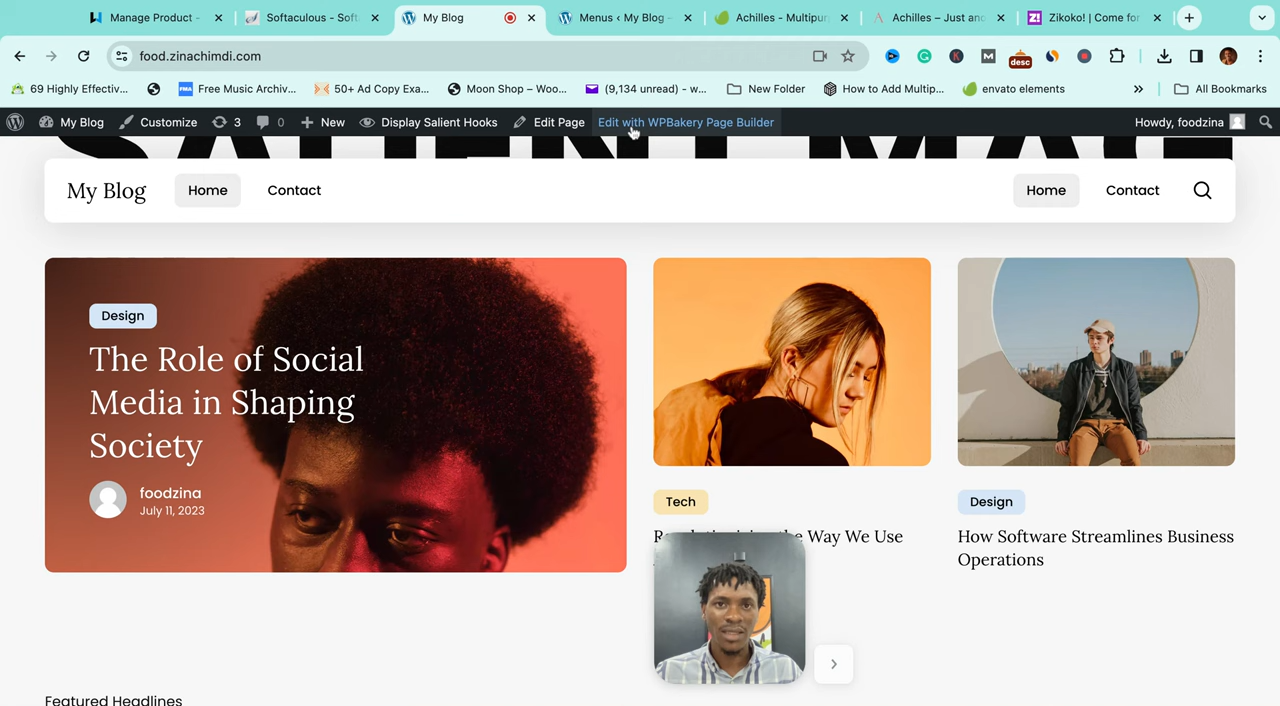 Manage Product -
Softaculous - Soft
My Blog
Menus ‹ My Blog -
Achilles - Multipur
Achilles – Just an
Zikoko! | Come for
food.zinachimdi.com
desc
69 Highly Effectiv...
Free Music Archiv...
50+ Ad Copy Exa...
Moon Shop – Woo...
(9,134 unread) - w...
New Folder
How to Add Multip...
envato elements
All Bookmarks
My Blog
Customize
3
0
New
Display Salient Hooks
Edit Page
Edit with WPBakery Page Builder
Howdy, foodzina
SALIENT MAG
My Blog
Home
Contact
Home
Contact
Design
The Role of Social
Media in Shaping
Society
foodzina
July 11, 2023
Tech
the Way We Use
Design
How Software Streamlines Business
Operations
Featured Headlines